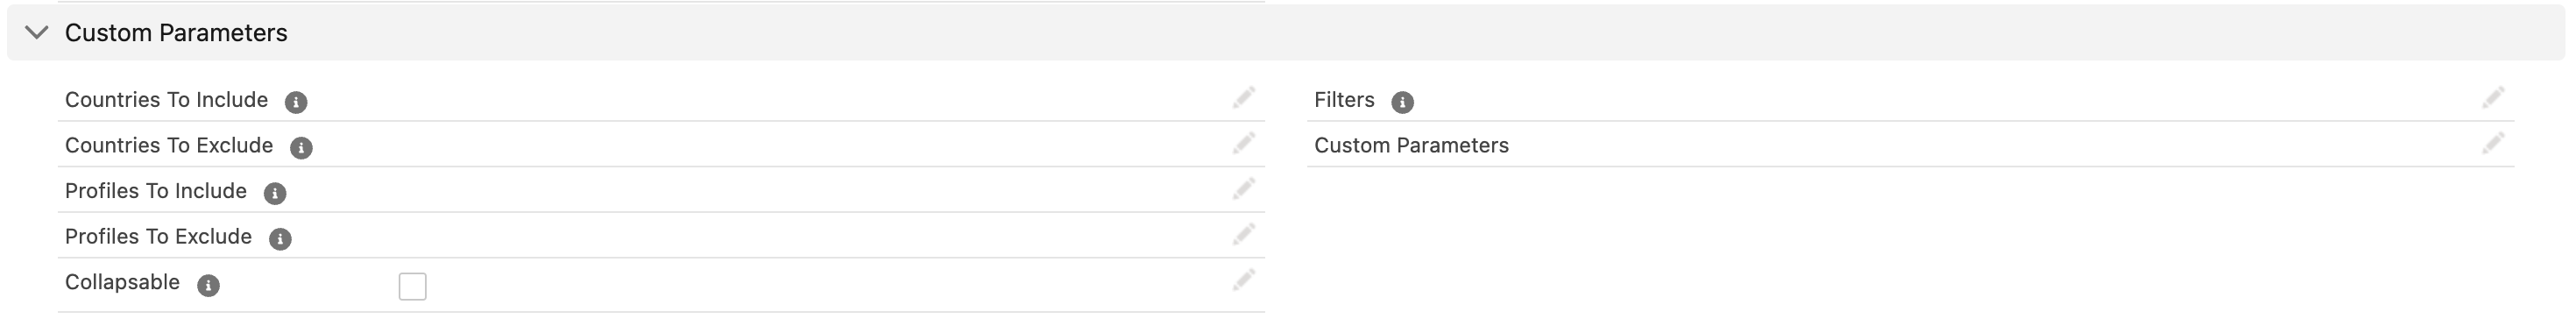 Custom Parameters
Countries To Include
Countries To Exclude
Profiles To Include
Profiles To Exclude
Collapsable
Filters
Custom Parameters